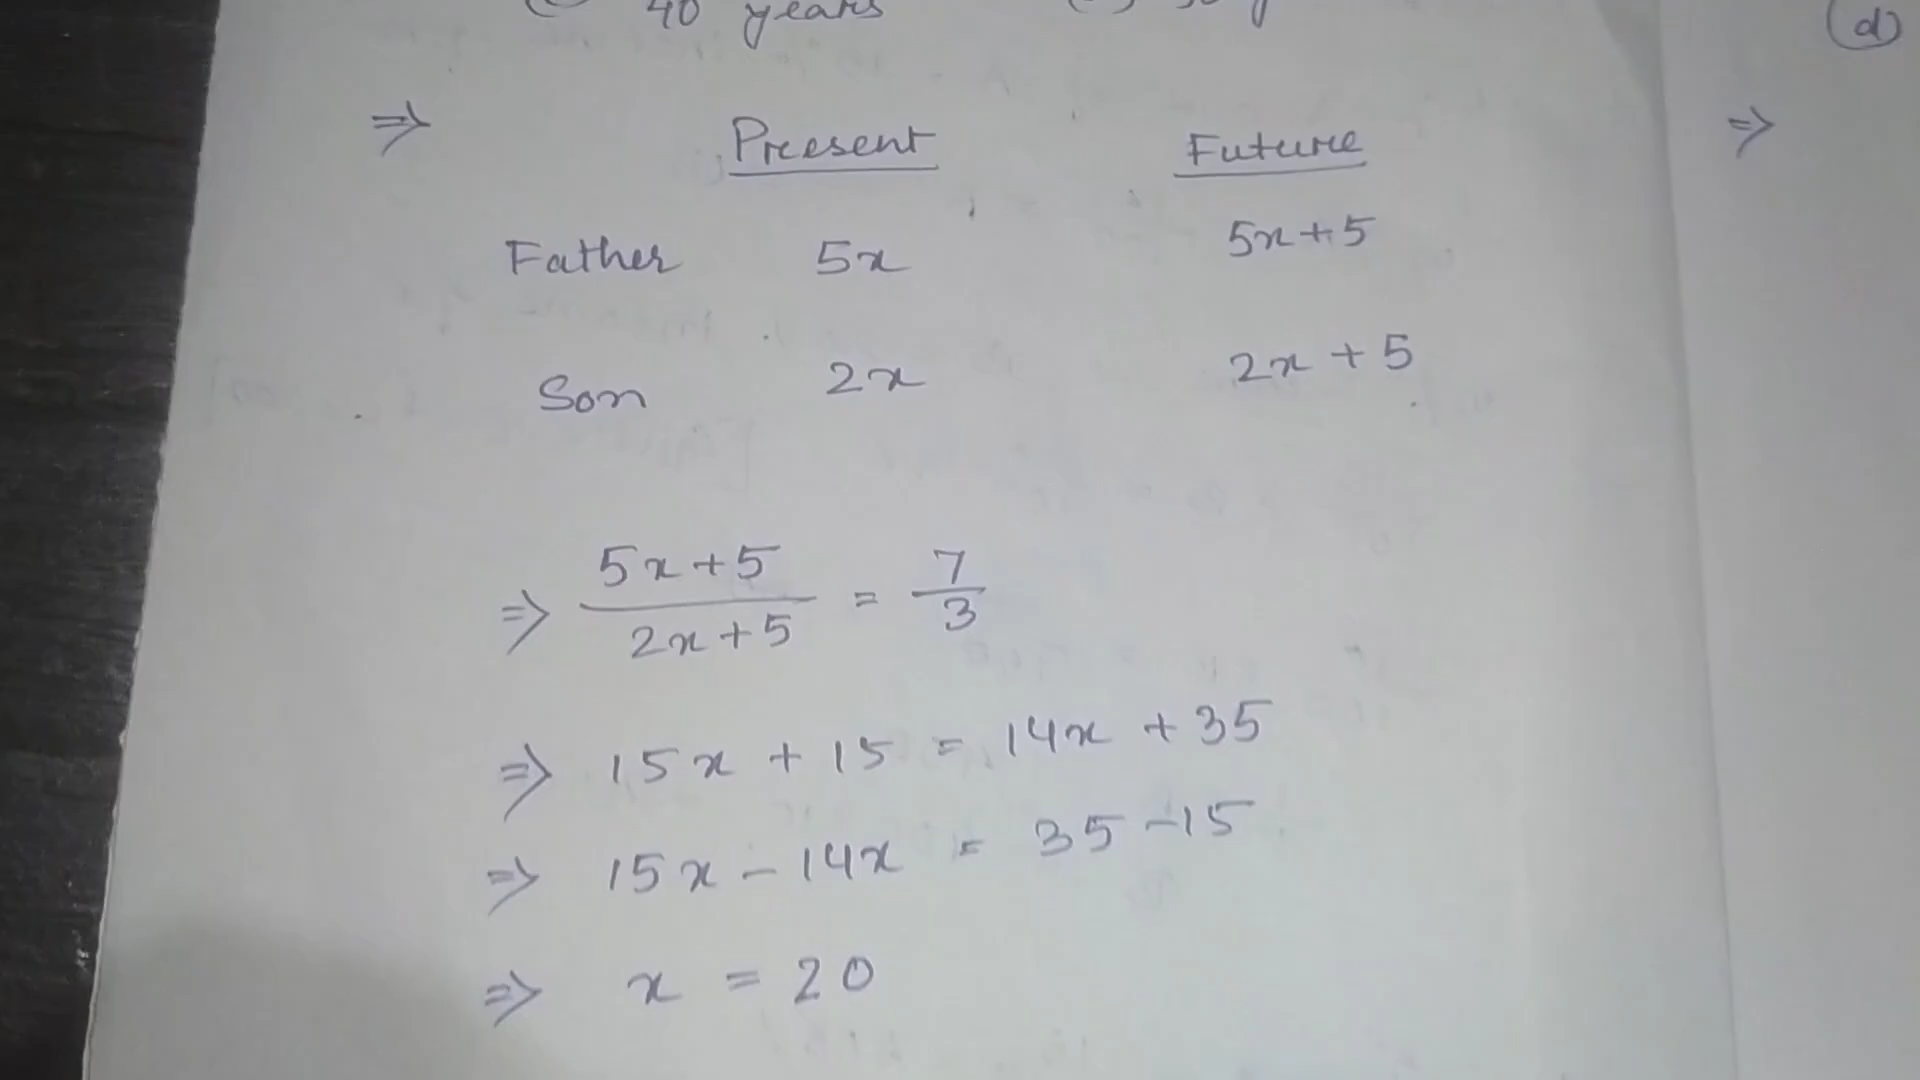 40 years
(d)
⇒ Present Future ⇒
Father 5x 5x+5
Son 2x 2x + 5
⇒ 5x+5/2x+5 = 7/3
⇒ 15x + 15 = 14x + 35
⇒ 15x - 14x = 35 - 15
⇒ x = 20